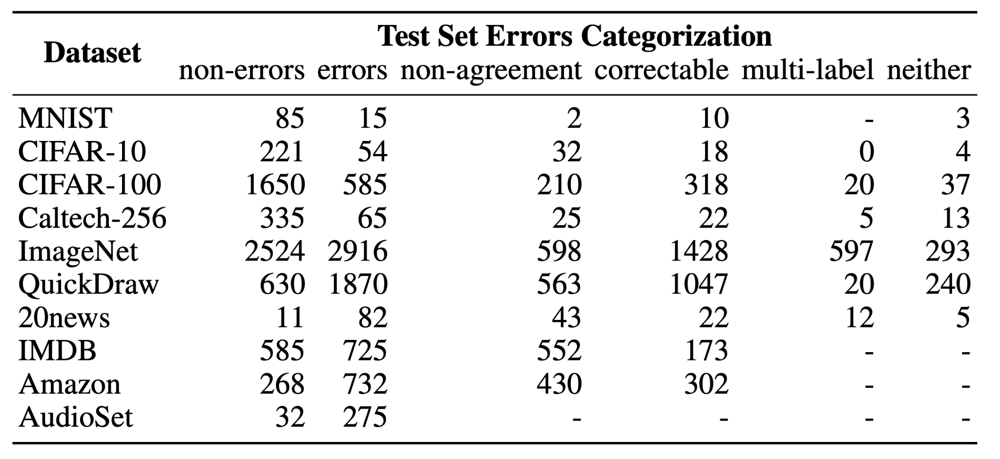 Test Set Errors Categorization
Dataset
non-errors errors non-agreement correctable multi-label neither
MNIST 85 15 2 10 - 3
CIFAR-10 221 54 32 18 0 4
CIFAR-100 1650 585 210 318 20 37
Caltech-256 335 65 25 22 5 13
ImageNet 2524 2916 598 1428 597 293
QuickDraw 630 1870 563 1047 20 240
20news 11 82 43 22 12 5
IMDB 585 725 552 173 - -
Amazon 268 732 430 302 - -
AudioSet 32 275 - - - -